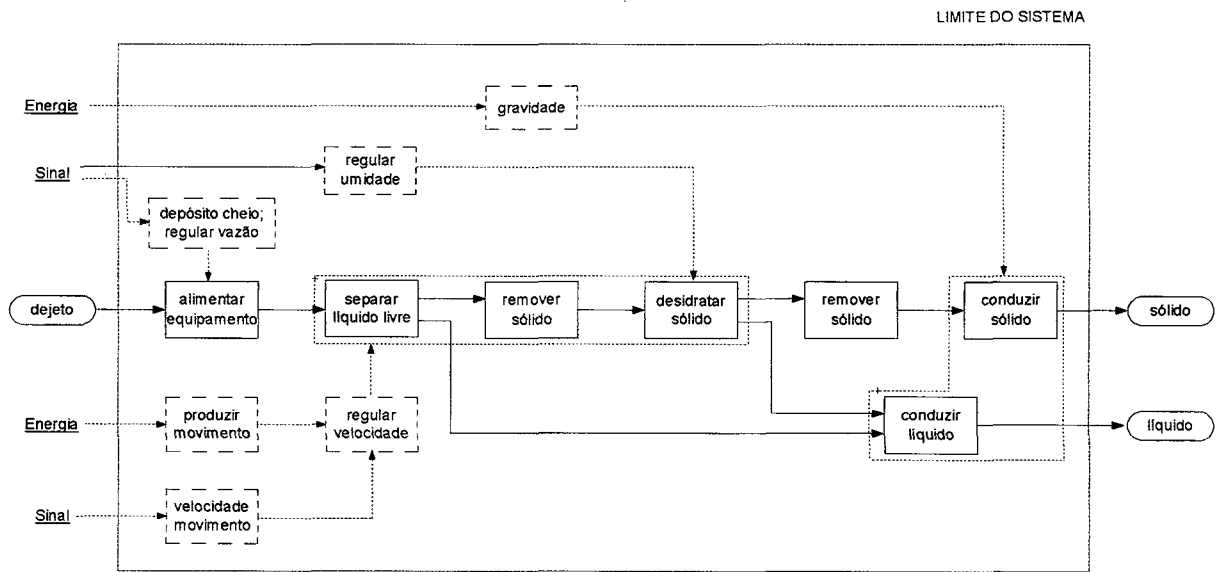 LIMITE DO SISTEMA
Energia
gravidade
Sinal
regular
umidade
depósito cheio;
regular vazão
dejeto
alimentar
equipamento
separar
líquido livre
remover
sólido
desidratar
sólido
remover
sólido
conduzir
sólido
sólido
Energia
produzir
movimento
regular
velocidade
conduzir
líquido
líquido
Sinal
velocidade
movimento